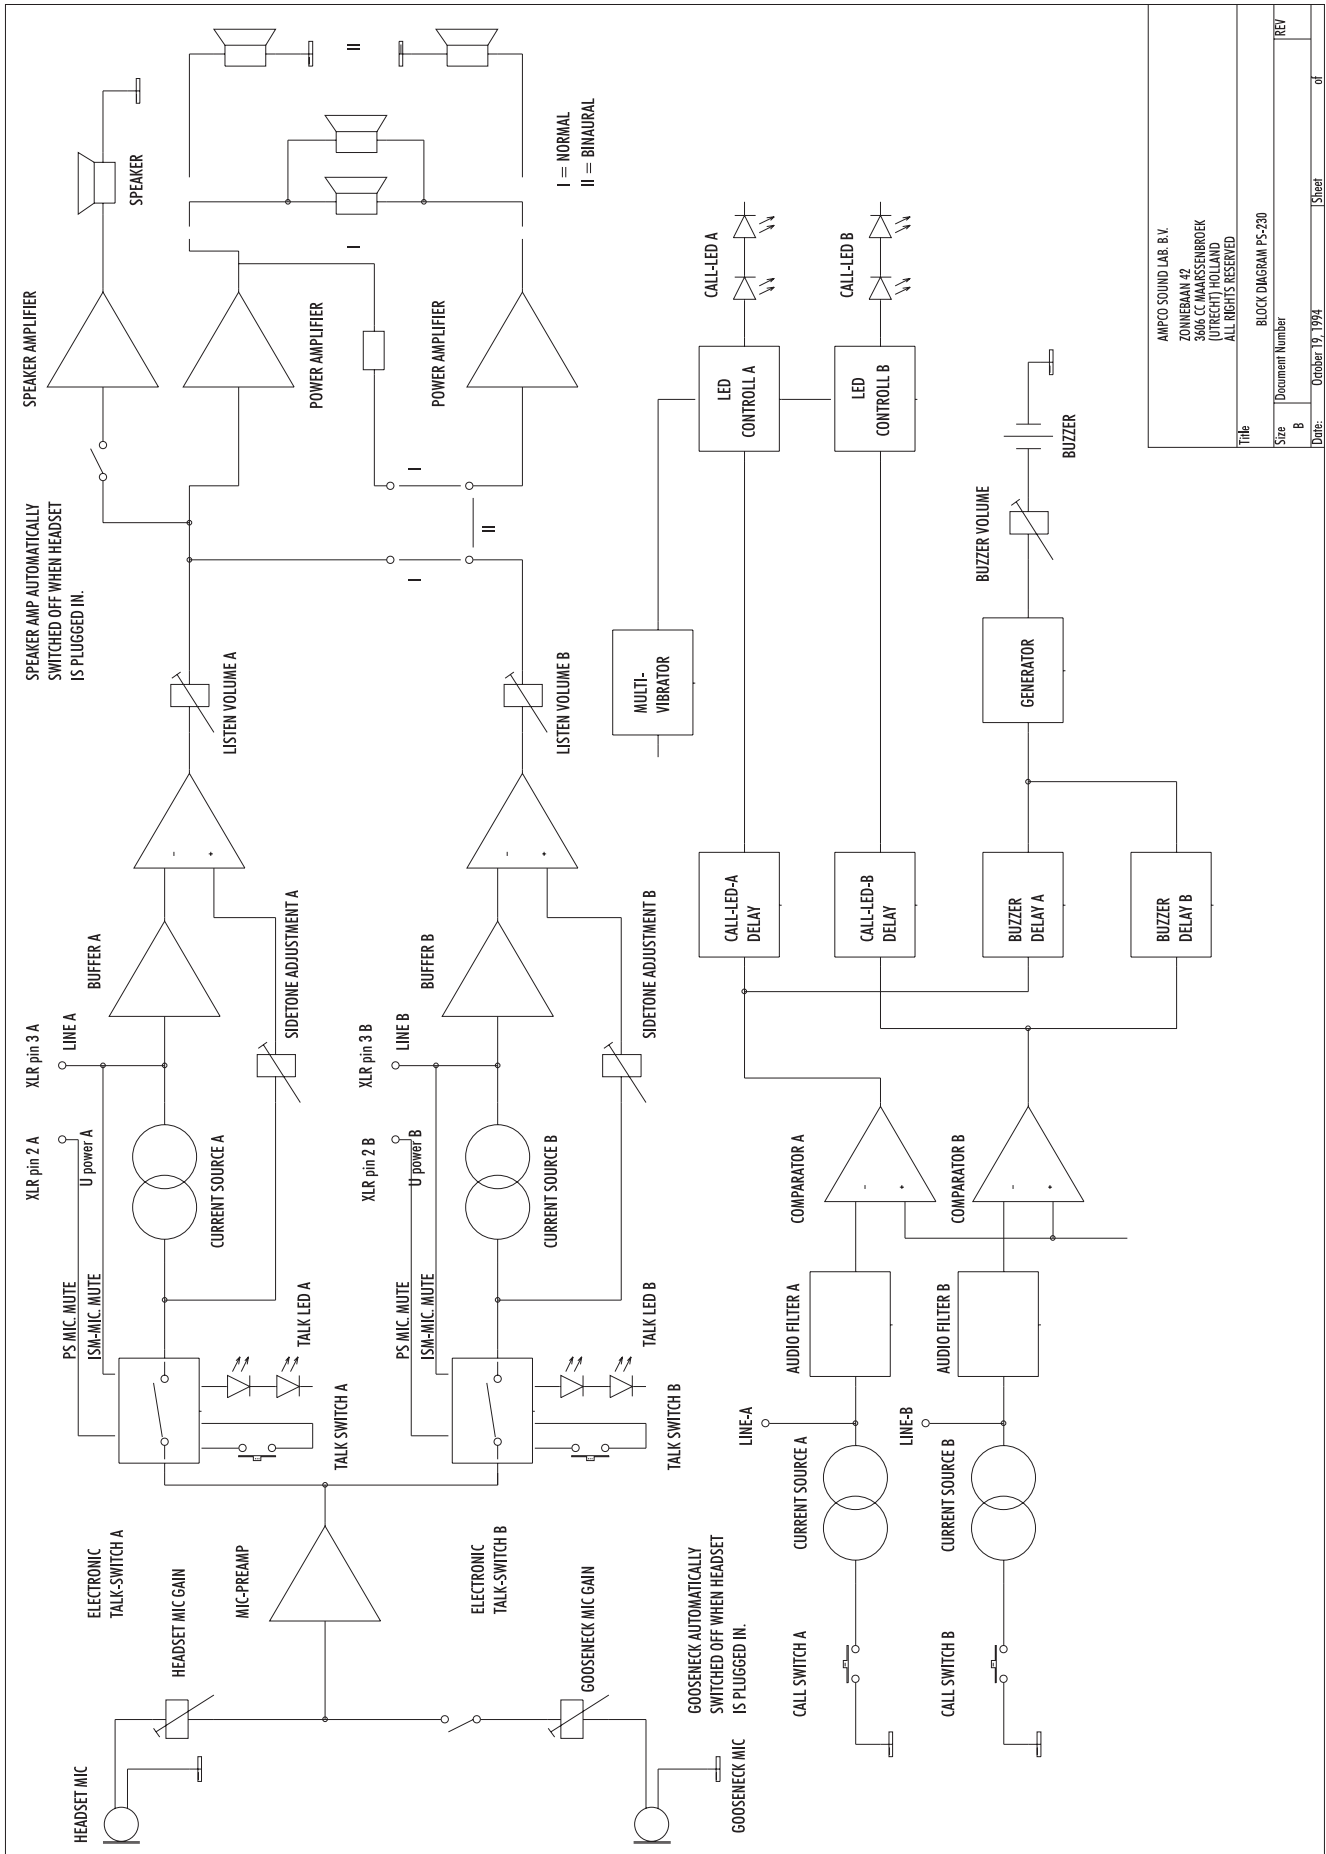 HEADSET MIC
HEADSET MIC GAIN
ELECTRONIC
TALK-SWITCH A
MIC-PREAMP
ELECTRONIC
TALK-SWITCH B
GOOSENECK MIC GAIN
GOOSENECK MIC
GOOSENECK AUTOMATICALLY
SWITCHED OFF WHEN HEADSET
IS PLUGGED IN.
PS MIC. MUTE
ISM-MIC. MUTE
TALK LED A
TALK SWITCH A
XLR pin 2 A
U power A
XLR pin 3 A
LINE A
CURRENT SOURCE A
BUFFER A
SIDETONE ADJUSTMENT A
-
+
LISTEN VOLUME A
PS MIC. MUTE
ISM-MIC. MUTE
TALK LED B
TALK SWITCH B
XLR pin 2 B
U power B
XLR pin 3 B
LINE B
CURRENT SOURCE B
BUFFER B
SIDETONE ADJUSTMENT B
-
+
LISTEN VOLUME B
SPEAKER AMP AUTOMATICALLY
SWITCHED OFF WHEN HEADSET
IS PLUGGED IN.
SPEAKER AMPLIFIER
SPEAKER
POWER AMPLIFIER
POWER AMPLIFIER
I
I
II
I
II
I = NORMAL
II = BINAURAL
CALL SWITCH A
CURRENT SOURCE A
LINE-A
AUDIO FILTER A
COMPARATOR A
-
+
CALL SWITCH B
CURRENT SOURCE B
LINE-B
AUDIO FILTER B
COMPARATOR B
-
+
CALL-LED-A
DELAY
CALL-LED-B
DELAY
BUZZER
DELAY A
BUZZER
DELAY B
MULTI-
VIBRATOR
LED
CONTROLL A
LED
CONTROLL B
CALL-LED A
CALL-LED B
GENERATOR
BUZZER VOLUME
BUZZER
AMPCO SOUND LAB. B.V.
ZONNEBAAN 42
3606 CC MAARSSENBROEK
(UTRECHT) HOLLAND
ALL RIGHTS RESERVED
Title
BLOCK DIAGRAM PS-230
Size
B
Document Number
REV
Date: October 19, 1994
Sheet of